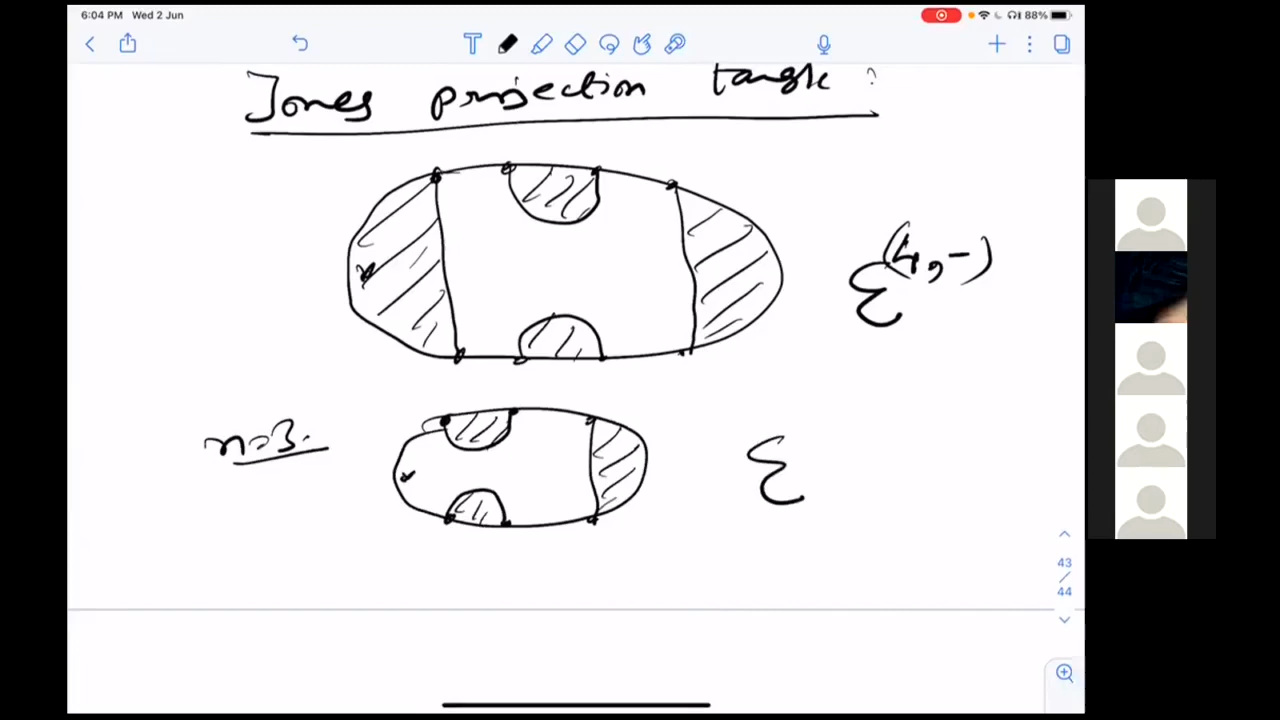 6:04 PM Wed 2 Jun 88%
Jones projection tangle :
ε(4,-)
n=3.
ε
43
/
44